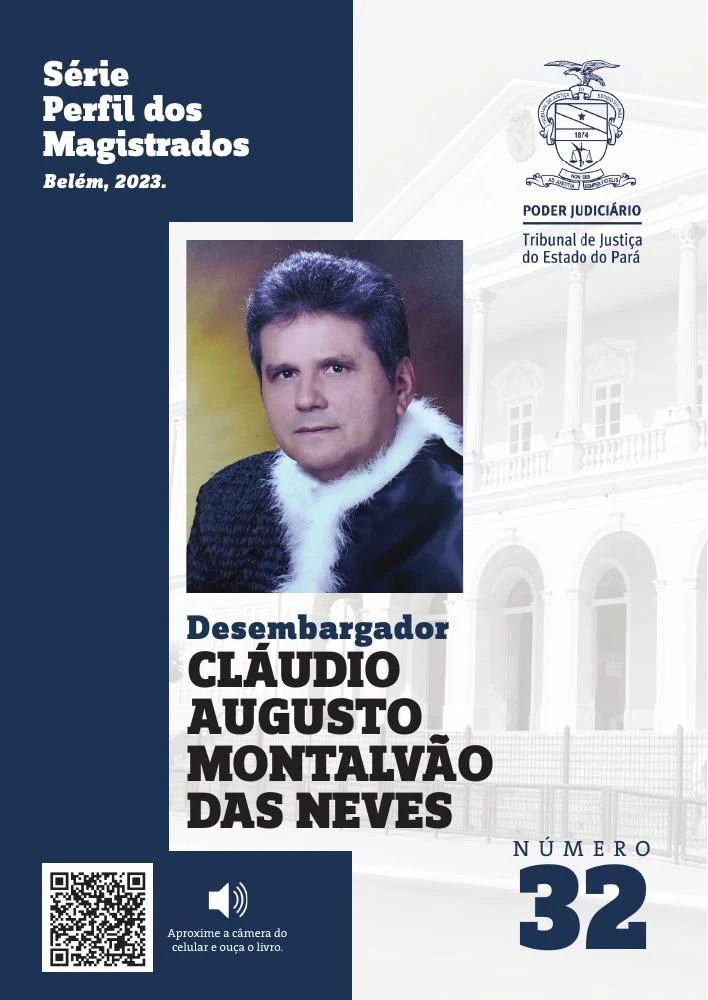 Série
Perfil dos
Magistrados
Belém, 2023.
1874
PODER JUDICIÁRIO
Tribunal de Justiça
do Estado do Pará
Desembargador
CLÁUDIO
AUGUSTO
MONTALVÃO
DAS NEVES
NÚMERO
32
Aproxime a câmera do
celular e ouça o livro.